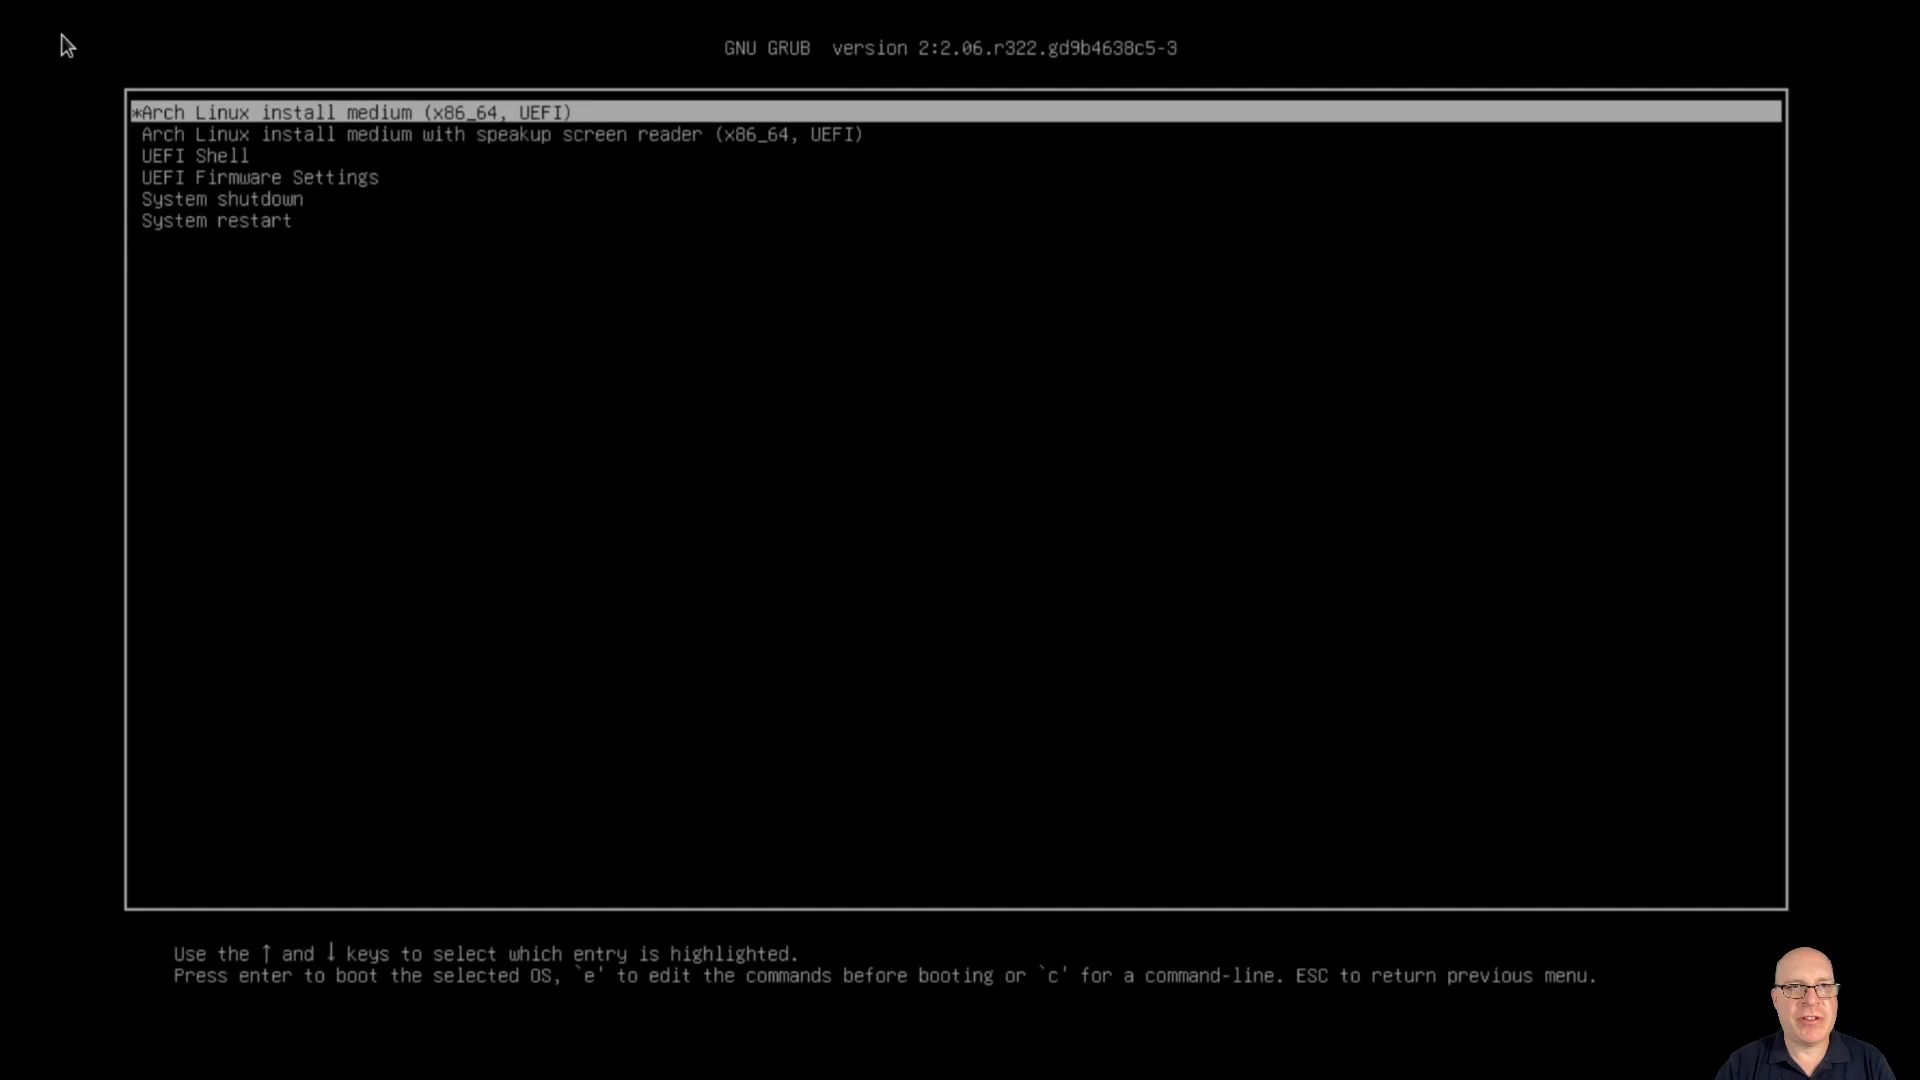 GNU GRUB  version 2:2.06.r322.gd9b4638c5-3
*Arch Linux install medium (x86_64, UEFI)
Arch Linux install medium with speakup screen reader (x86_64, UEFI)
UEFI Shell
UEFI Firmware Settings
System shutdown
System restart
Use the ↑ and ↓ keys to select which entry is highlighted.
Press enter to boot the selected OS, `e' to edit the commands before booting or `c' for a command-line. ESC to return previous menu.